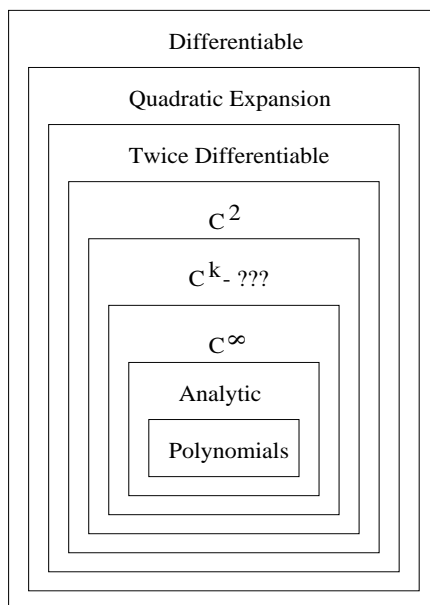 Differentiable
Quadratic Expansion
Twice Differentiable
C²
Cᵏ- ???
C^∞
Analytic
Polynomials